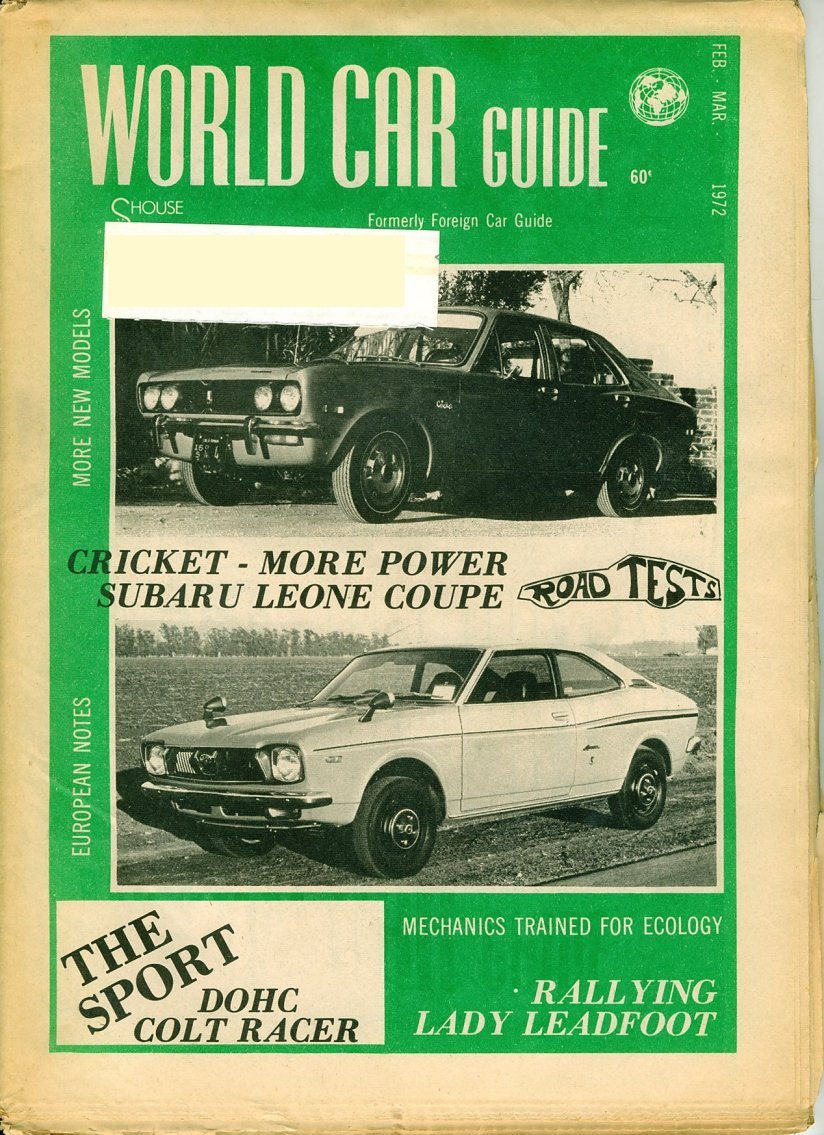 WORLD CAR GUIDE
60¢
FEB. - MAR. 1972
SHOUSE
Formerly Foreign Car Guide
MORE NEW MODELS
EUROPEAN NOTES
CRICKET - MORE POWER
SUBARU LEONE COUPE
ROAD TESTS
THE
SPORT
DOHC
COLT RACER
MECHANICS TRAINED FOR ECOLOGY
· RALLYING
LADY LEADFOOT